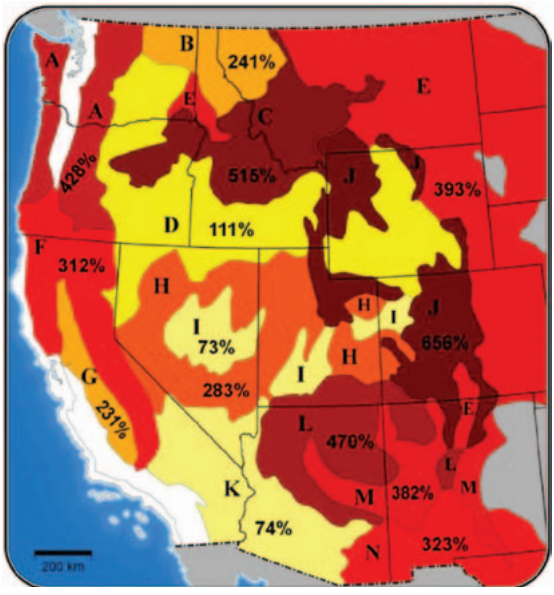 A
B
241%
A
E
C
E
J
J
428%
515%
393%
D
111%
F
312%
H
H
J
I
I
73%
656%
H
G
283%
I
231%
E
L
470%
L
K
M
382%
M
74%
N
323%
200 km